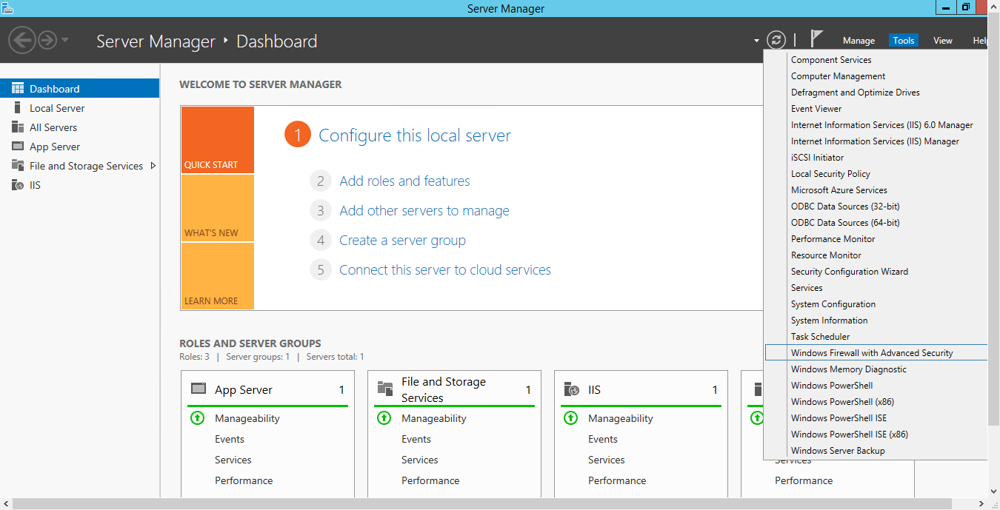 Server Manager
Server Manager ‣ Dashboard
Manage Tools View Help
Dashboard
Local Server
All Servers
App Server
File and Storage Services
IIS
WELCOME TO SERVER MANAGER
QUICK START
WHAT'S NEW
LEARN MORE
1 Configure this local server
2 Add roles and features
3 Add other servers to manage
4 Create a server group
5 Connect this server to cloud services
ROLES AND SERVER GROUPS
Roles: 3 | Server groups: 1 | Servers total: 1
App Server 1
Manageability
Events
Services
Performance
File and Storage
Services 1
Manageability
Events
Services
Performance
IIS 1
Manageability
Events
Services
Performance
Services
Performance
Component Services
Computer Management
Defragment and Optimize Drives
Event Viewer
Internet Information Services (IIS) 6.0 Manager
Internet Information Services (IIS) Manager
iSCSI Initiator
Local Security Policy
Microsoft Azure Services
ODBC Data Sources (32-bit)
ODBC Data Sources (64-bit)
Performance Monitor
Resource Monitor
Security Configuration Wizard
Services
System Configuration
System Information
Task Scheduler
Windows Firewall with Advanced Security
Windows Memory Diagnostic
Windows PowerShell
Windows PowerShell (x86)
Windows PowerShell ISE
Windows PowerShell ISE (x86)
Windows Server Backup